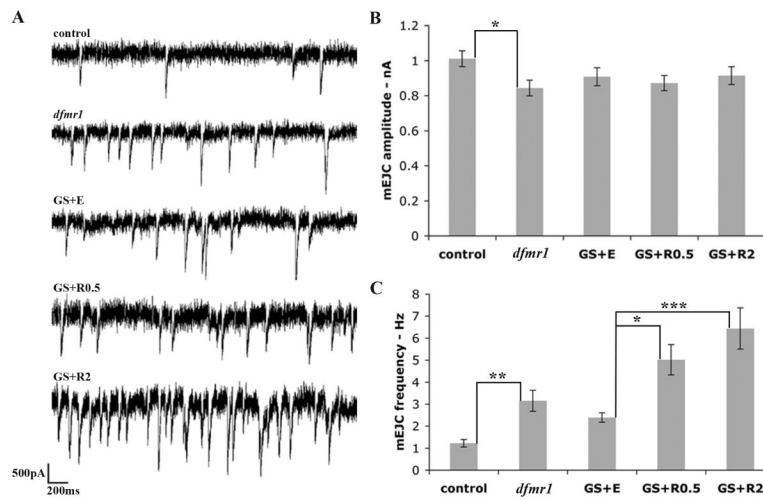 A
control
dfmr1
GS+E
GS+R0.5
GS+R2
500pA
200ms
B
mEJC amplitude - nA
1.2
1
0.8
0.6
0.4
0.2
0
*
control
dfmr1
GS+E
GS+R0.5
GS+R2
C
mEJC frequency - Hz
8
7
6
5
4
3
2
1
0
**
*
***
control
dfmr1
GS+E
GS+R0.5
GS+R2